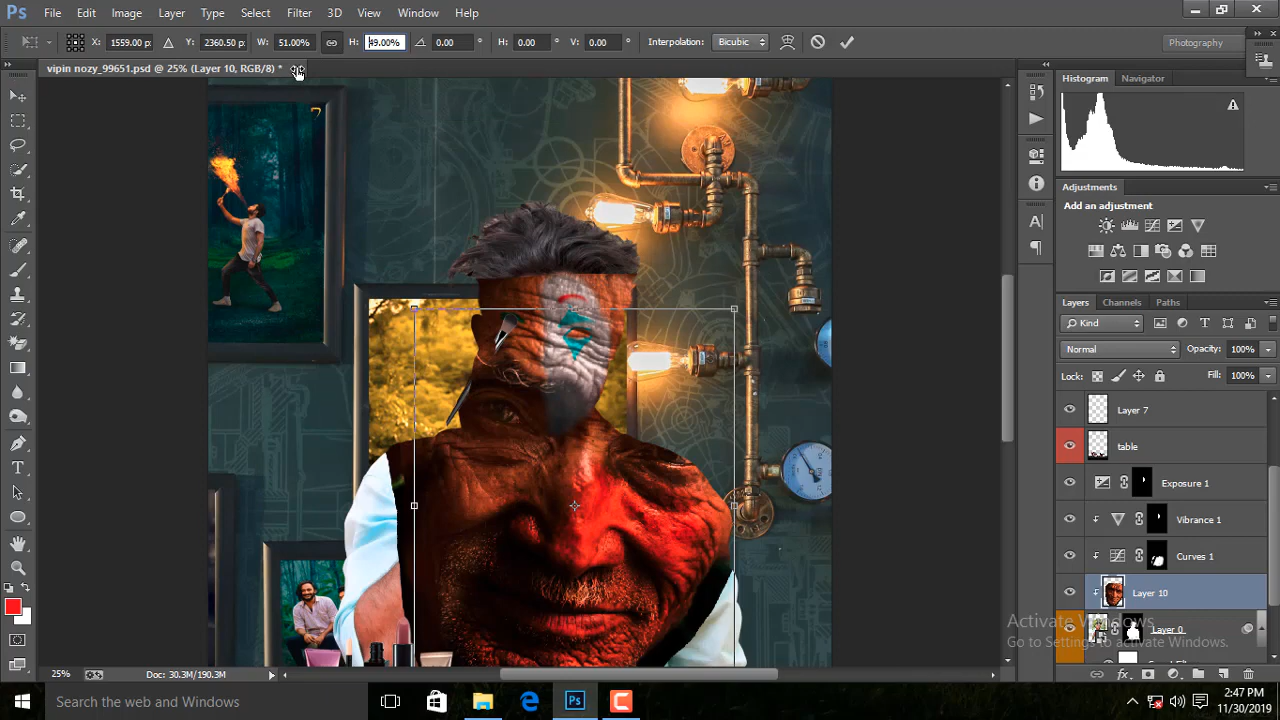 Ps File Edit Image Layer Type Select Filter 3D View Window Help
X: 1559.00 px Y: 2360.50 px W: 51.00% H: 49.00% 0.00 ° H: 0.00 ° V: 0.00 ° Interpolation: Bicubic Photography
vipin nozy_99651.psd @ 25% (Layer 10, RGB/8) *
Histogram Navigator
Adjustments
Add an adjustment
Layers Channels Paths
Kind
Normal Opacity: 100%
Lock: Fill: 100%
Layer 7
table
Exposure 1
Vibrance 1
Curves 1
Layer 10
Layer 0
Activate Windows
Go to Settings to activate Windows.
25% Doc: 30.3M/190.3M
Search the web and Windows
2:47 PM
11/30/2019